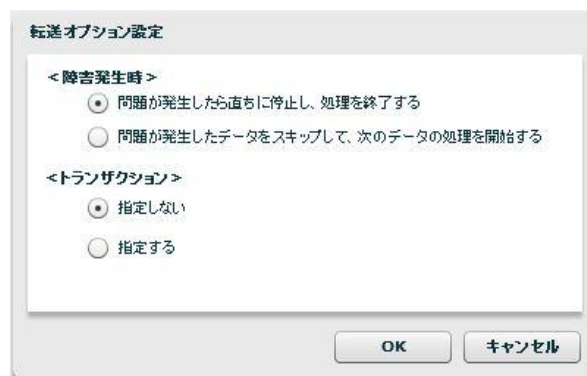 転送オプション設定
<障害発生時>
問題が発生したら直ちに停止し、処理を終了する
問題が発生したデータをスキップして、次のデータの処理を開始する
<トランザクション>
指定しない
指定する
OK キャンセル